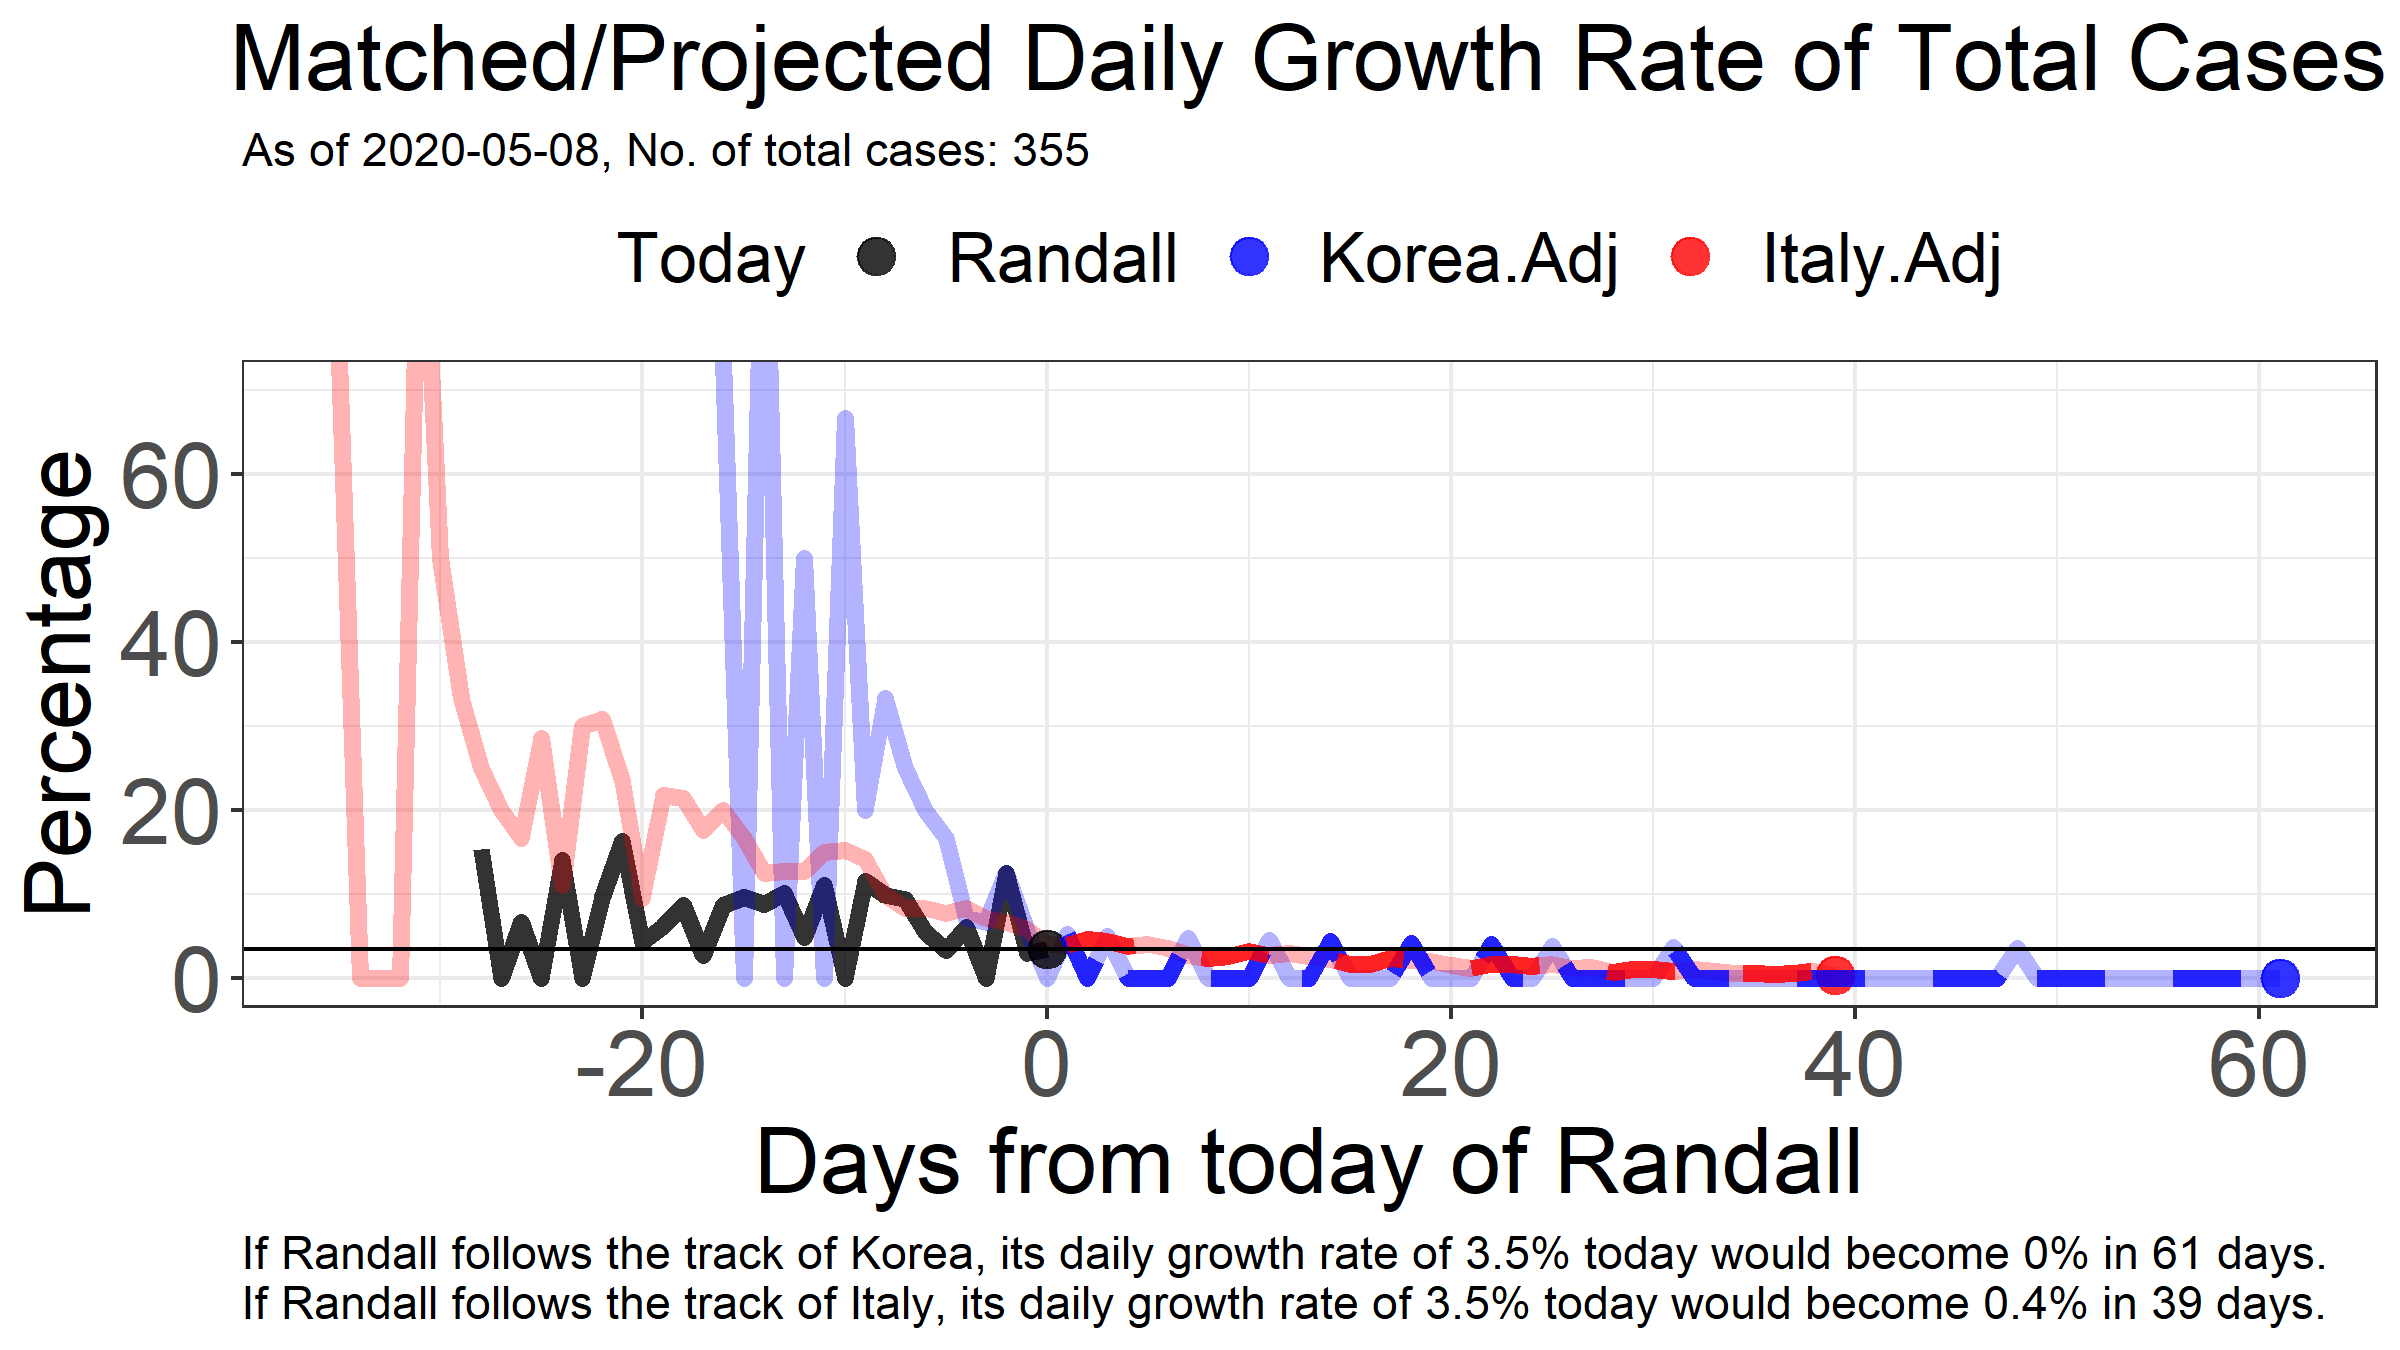 Matched/Projected Daily Growth Rate of Total Cases
As of 2020-05-08, No. of total cases: 355
Today Randall Korea.Adj Italy.Adj
Percentage
60
40
20
0
-20 0 20 40 60
Days from today of Randall
If Randall follows the track of Korea, its daily growth rate of 3.5% today would become 0% in 61 days.
If Randall follows the track of Italy, its daily growth rate of 3.5% today would become 0.4% in 39 days.